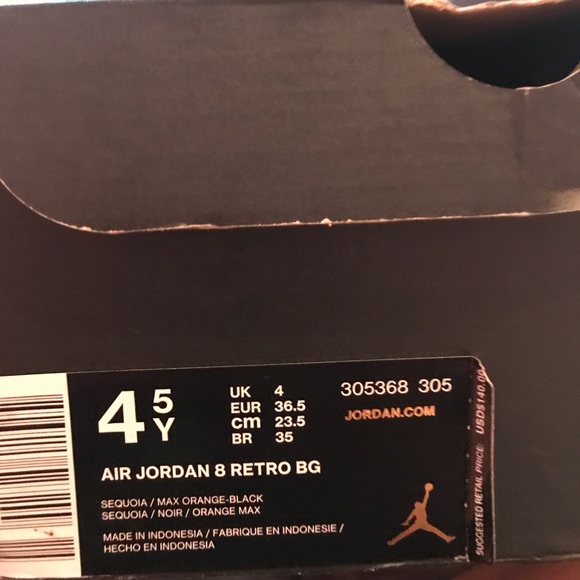 4 5
Y
UK 4
EUR 36.5
cm 23.5
BR 35
305368 305
JORDAN.COM
AIR JORDAN 8 RETRO BG
SEQUOIA / MAX ORANGE-BLACK
SEQUOIA / NOIR / ORANGE MAX
MADE IN INDONESIA / FABRIQUE EN INDONESIE /
HECHO EN INDONESIA
SUGGESTED RETAIL PRICE: USD$140.00